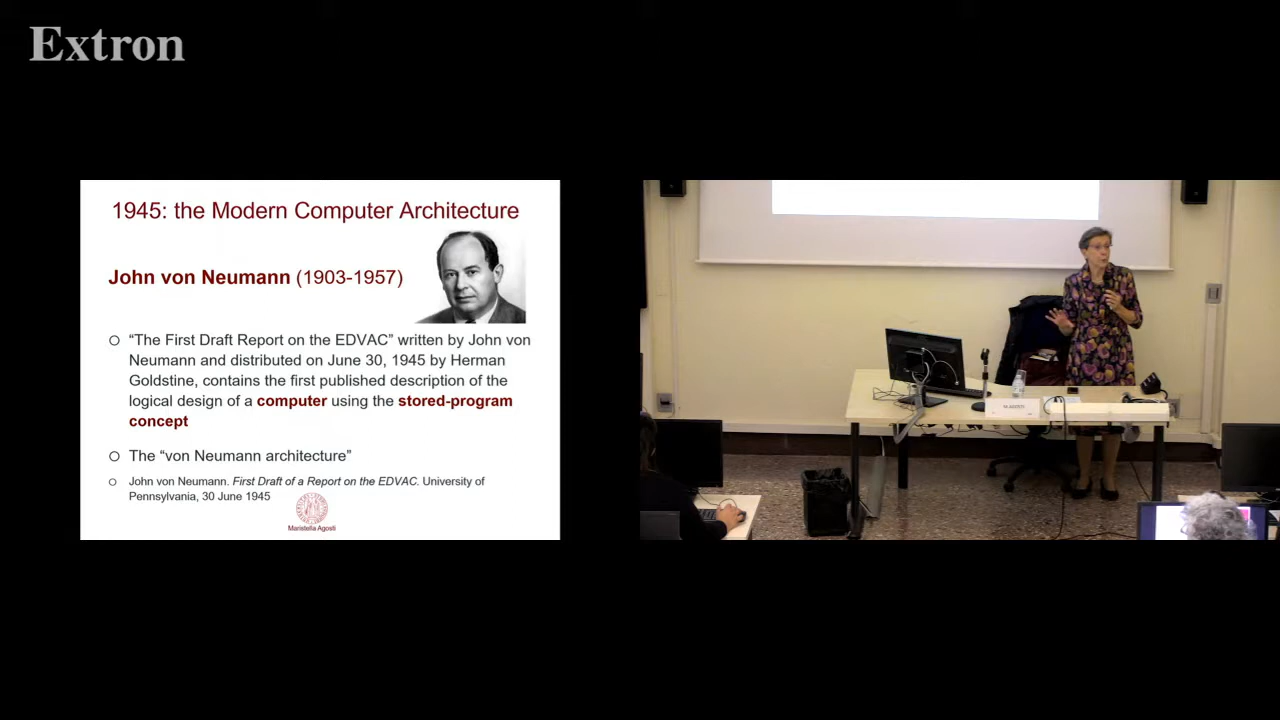 Extron
1945: the Modern Computer Architecture
John von Neumann (1903-1957)
“The First Draft Report on the EDVAC” written by John von
Neumann and distributed on June 30, 1945 by Herman
Goldstine, contains the first published description of the
logical design of a computer using the stored-program
concept
The “von Neumann architecture”
John von Neumann. First Draft of a Report on the EDVAC. University of
Pennsylvania, 30 June 1945
Maristella Agosti
M. AGOSTI